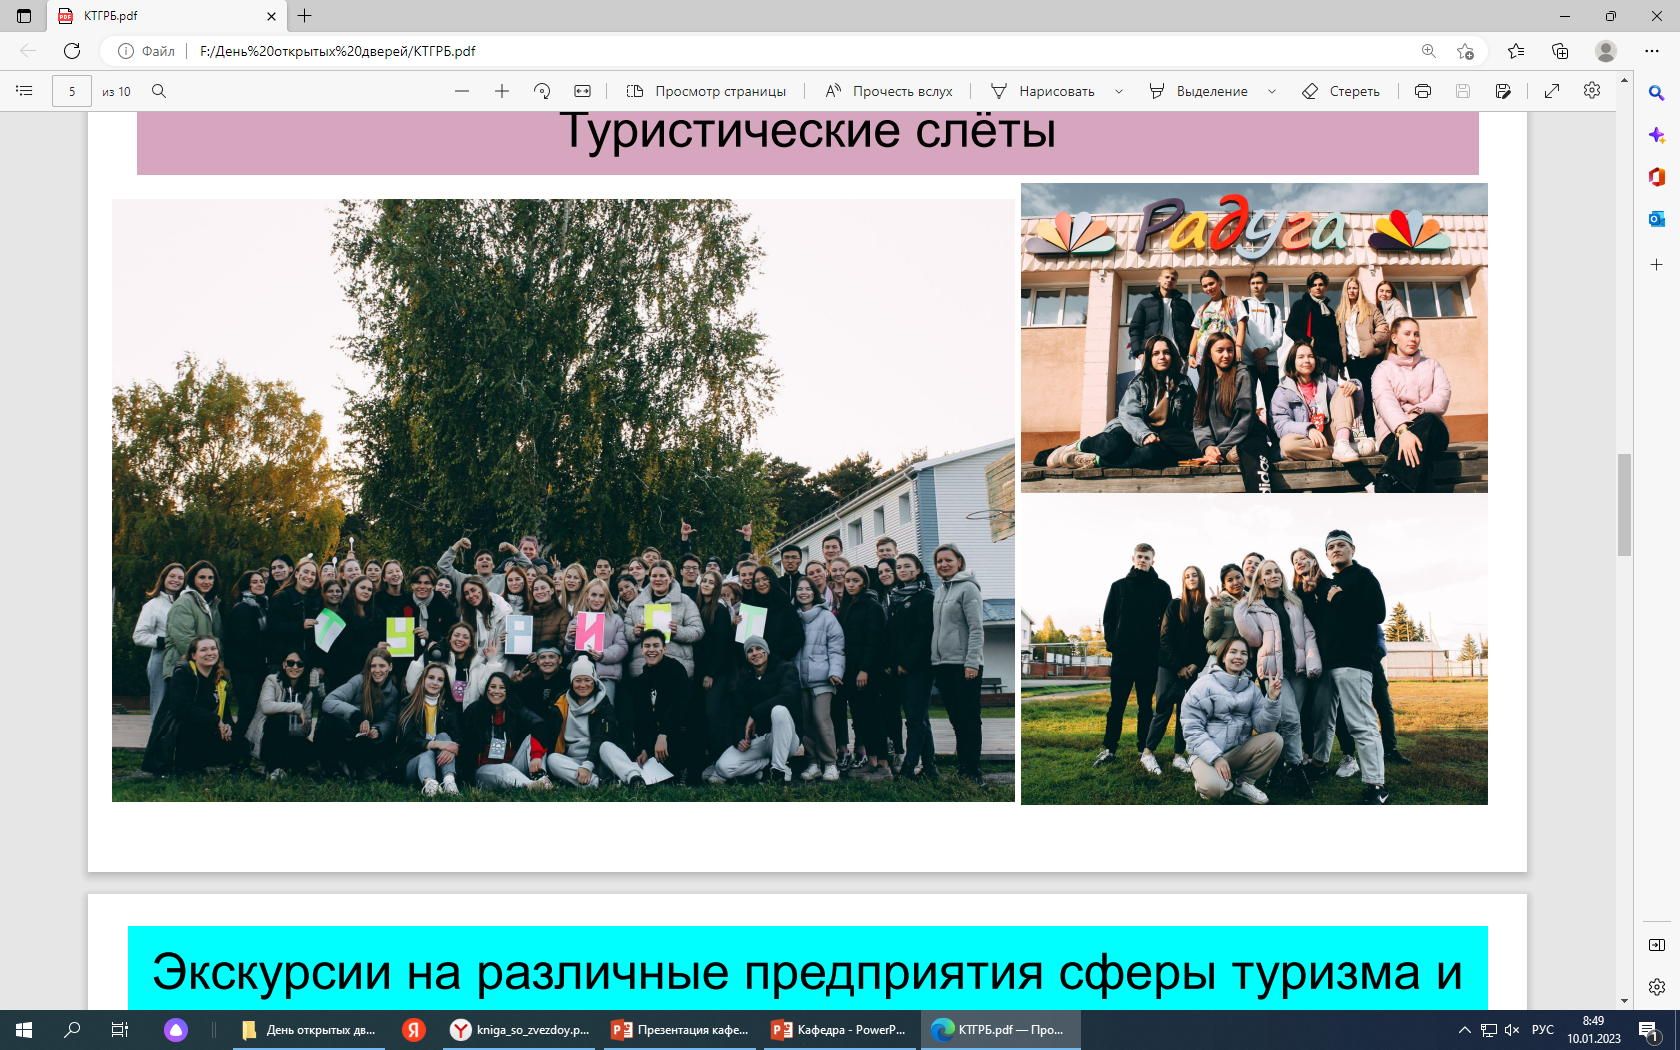 КТГРБ.pdf
Файл
F:/День%20открытых%20дверей/КТГРБ.pdf
5
из 10
Просмотр страницы
Прочесть вслух
Нарисовать
Выделение
Стереть
Туристические слёты
Радуга
adidas
Т
У
Р
И
С
Т
Экскурсии на различные предприятия сферы туризма и
День открытых дв...
kniga_so_zvezdoy.p...
Презентация кафе...
Кафедра - PowerP...
КТГРБ.pdf — Про...
РУС
8:49
10.01.2023
1